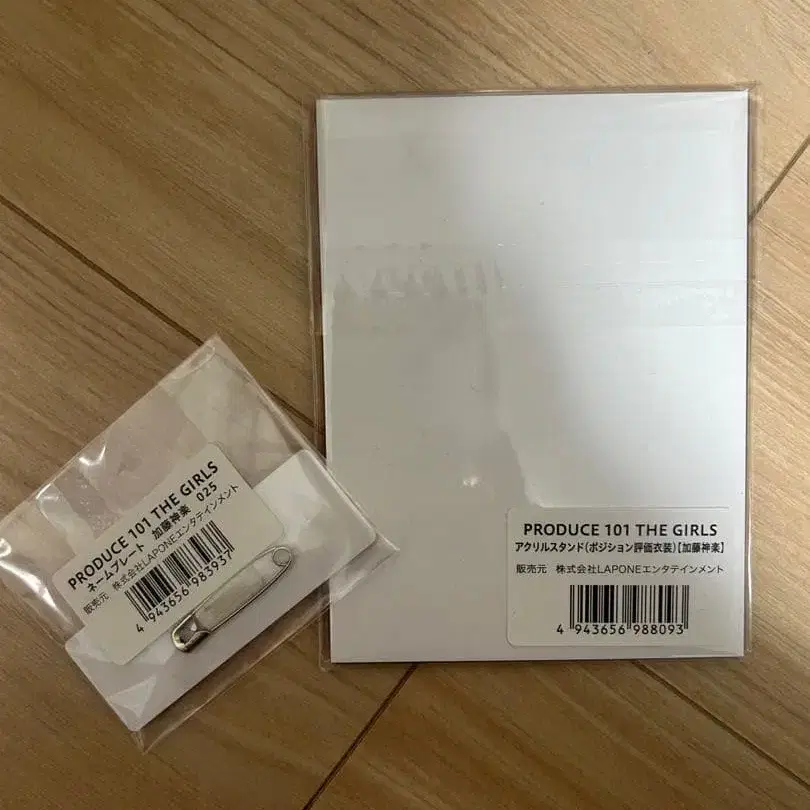 PRODUCE 101 THE GIRLS
ネームプレート 加藤神楽 025
販売元 株式会社LAPONEエンタテインメント
4 943656 983937
PRODUCE 101 THE GIRLS
アクリルスタンド(ポジション評価衣装)【加藤神楽】
販売元 株式会社LAPONEエンタテインメント
4 943656 988093